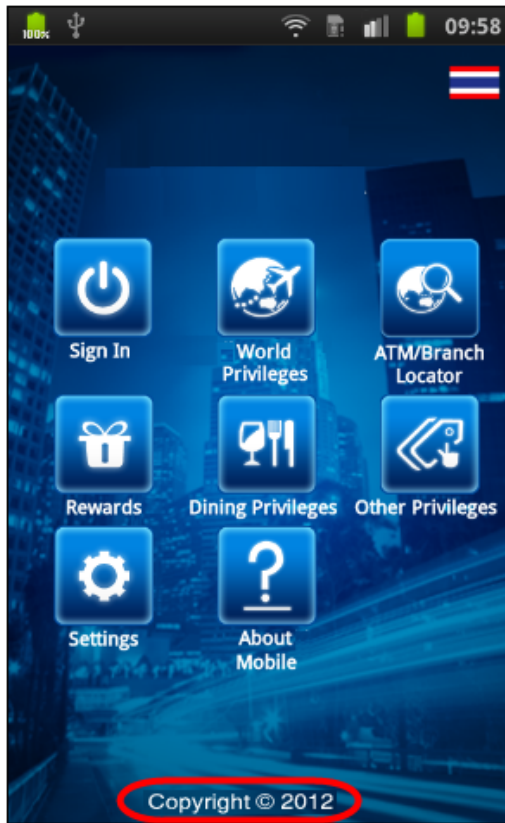 100%
09:58
Sign In
World
Privileges
ATM/Branch
Locator
Rewards
Dining Privileges
Other Privileges
Settings
About
Mobile
Copyright © 2012